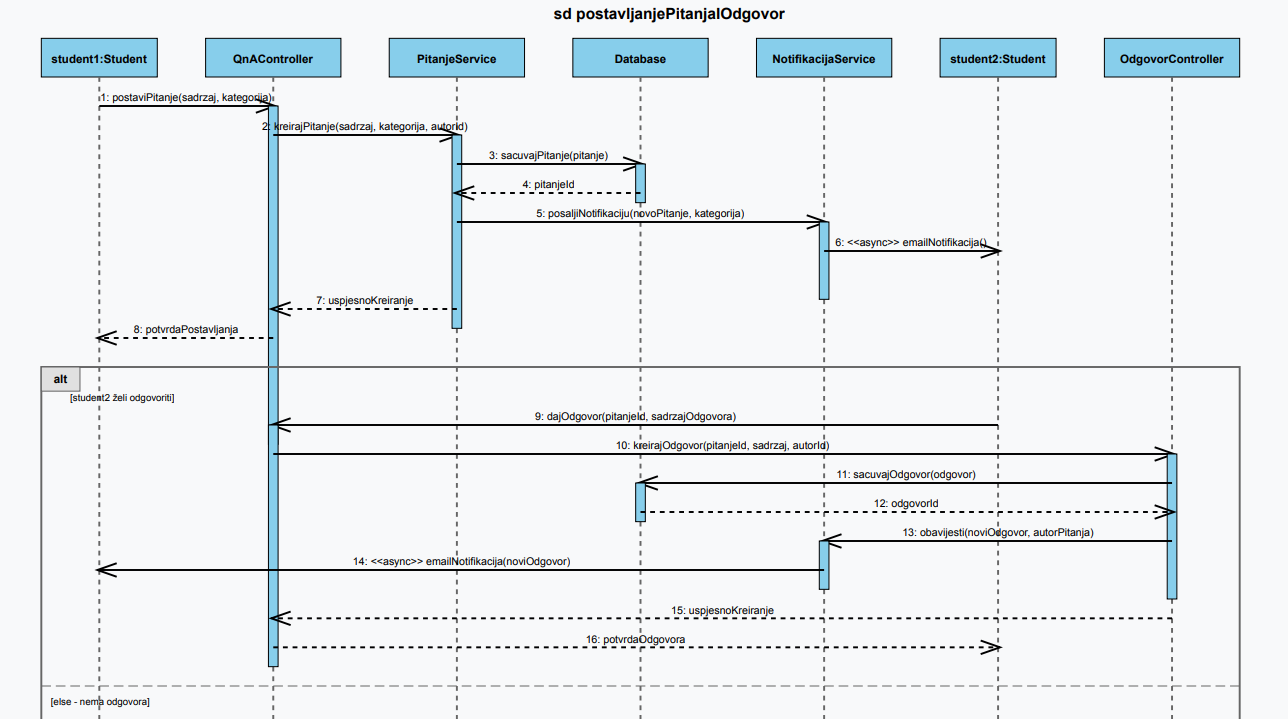 sd postavljanjePitanjaIOdgovor
student1:Student
QnAController
PitanjeService
Database
NotifikacijaService
student2:Student
OdgovorController
1: postaviPitanje(sadrzaj, kategorija)
2: kreirajPitanje(sadrzaj, kategorija, autorId)
3: sacuvajPitanje(pitanje)
4: pitanjeId
5: posaljiNotifikaciju(novoPitanje, kategorija)
6: <<async>> emailNotifikacija()
7: uspjesnoKreiranje
8: potvrdaPostavljanja
alt
[student2 želi odgovoriti]
9: dajOdgovor(pitanjeId, sadrzajOdgovora)
10: kreirajOdgovor(pitanjeId, sadrzaj, autorId)
11: sacuvajOdgovor(odgovor)
12: odgovorId
13: obavijesti(noviOdgovor, autorPitanja)
14: <<async>> emailNotifikacija(noviOdgovor)
15: uspjesnoKreiranje
16: potvrdaOdgovora
[else - nema odgovora]